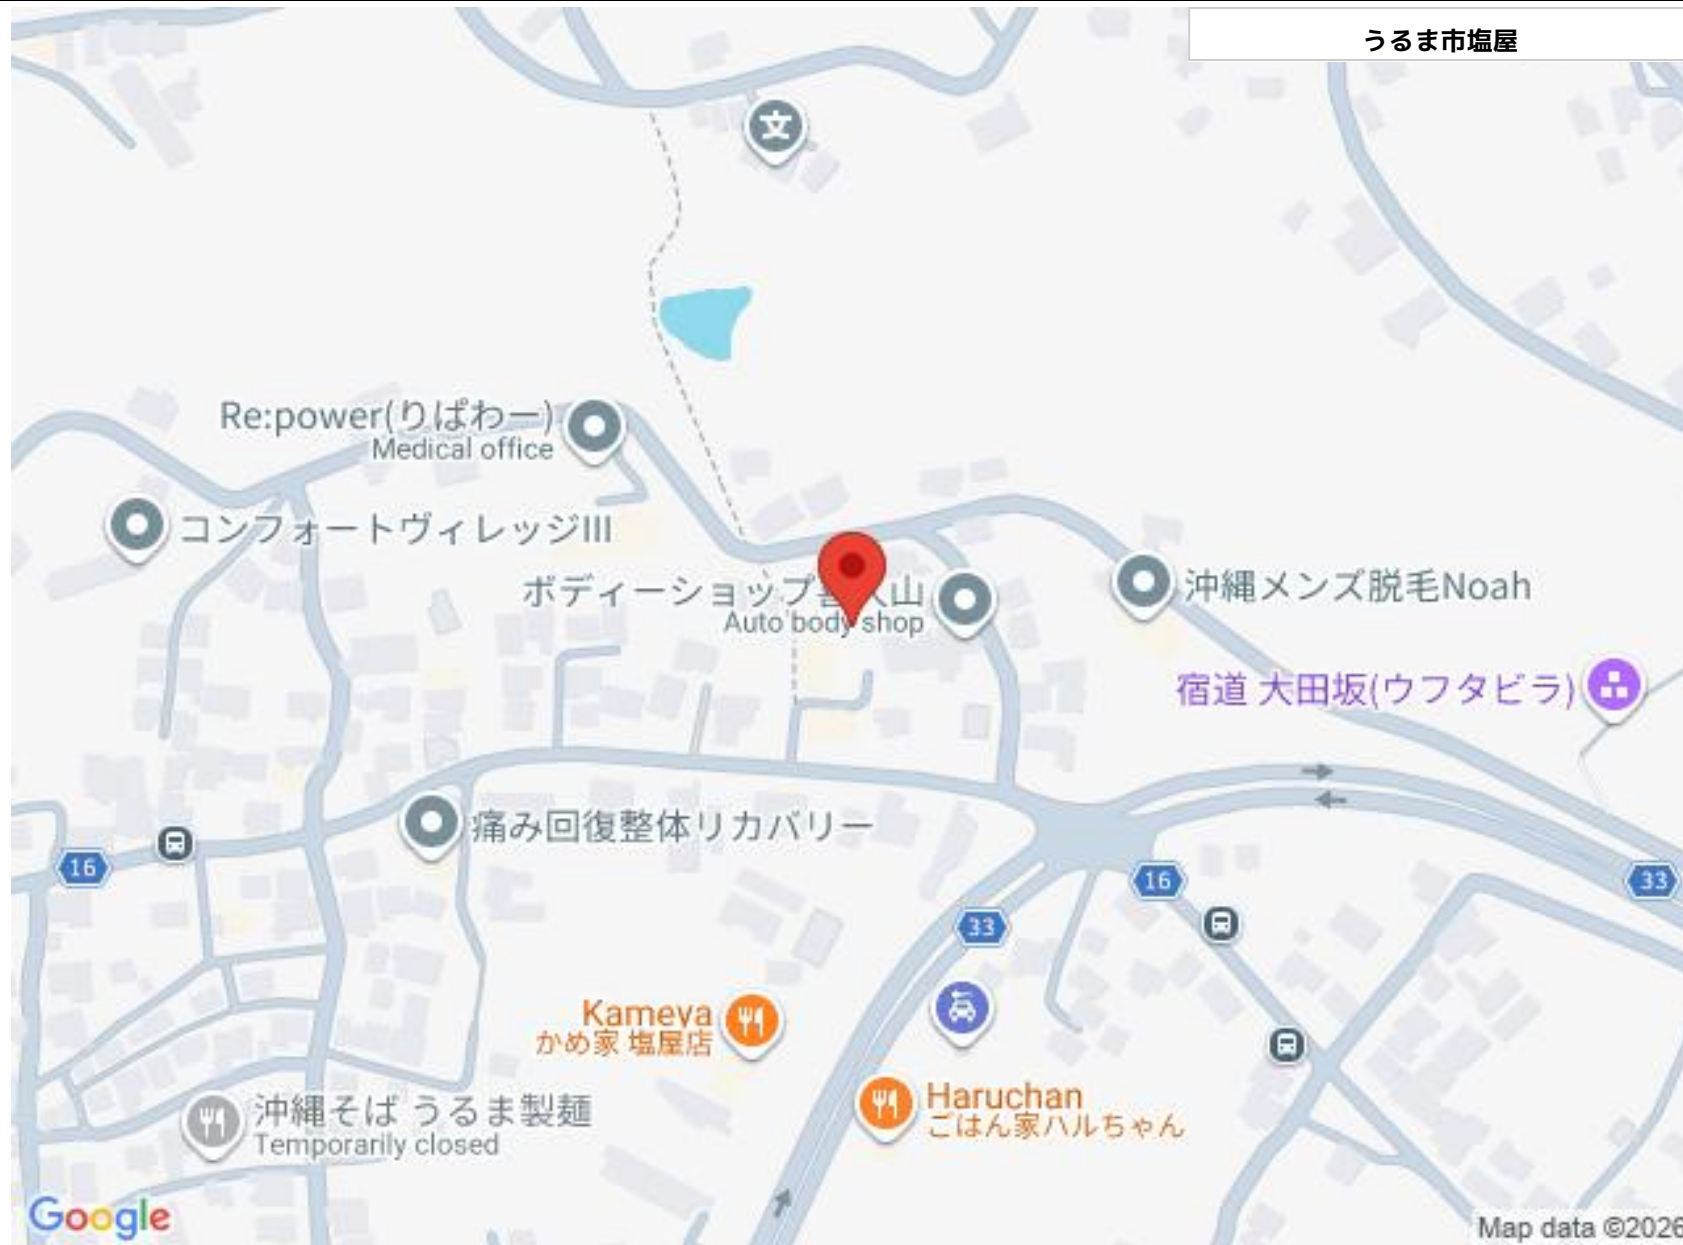 うるま市塩屋
文
Re:power(りぱわー)
Medical office
コンフォートヴィレッジIII
ボディーショップ
山
Auto body shop
沖縄メンズ脱毛Noah
宿道 大田坂(ウフタビラ)
痛み回復整体リカバリー
16
16
33
33
Kameya
かめ家 塩屋店
Haruchan
ごはん家ハルちゃん
沖縄そば うるま製麺
Temporarily closed
Google
Map data ©2026